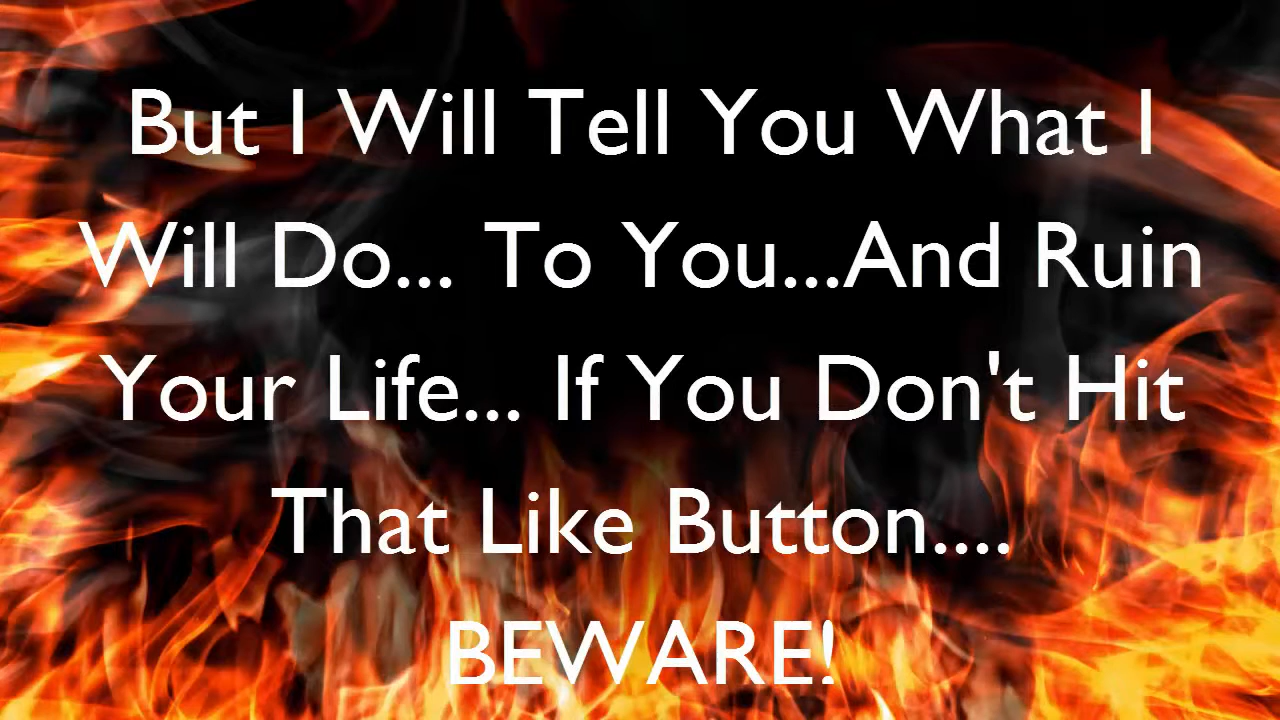 But I Will Tell You What I
Will Do... To You...And Ruin
Your Life... If You Don't Hit
That Like Button....
BEWARE!